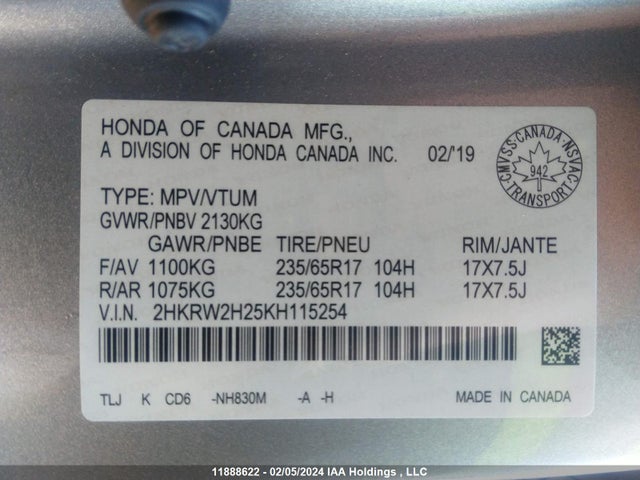 HONDA OF CANADA MFG.,
A DIVISION OF HONDA CANADA INC. 02/'19
CMVSS·CANADA·NSVAC
942
TRANSPORT
TYPE: MPV/VTUM
GVWR/PNBV 2130KG
GAWR/PNBE TIRE/PNEU RIM/JANTE
F/AV 1100KG 235/65R17 104H 17X7.5J
R/AR 1075KG 235/65R17 104H 17X7.5J
V.I.N. 2HKRW2H25KH115254
TLJ K CD6 -NH830M -A -H MADE IN CANADA
11888622 - 02/05/2024 IAA Holdings , LLC